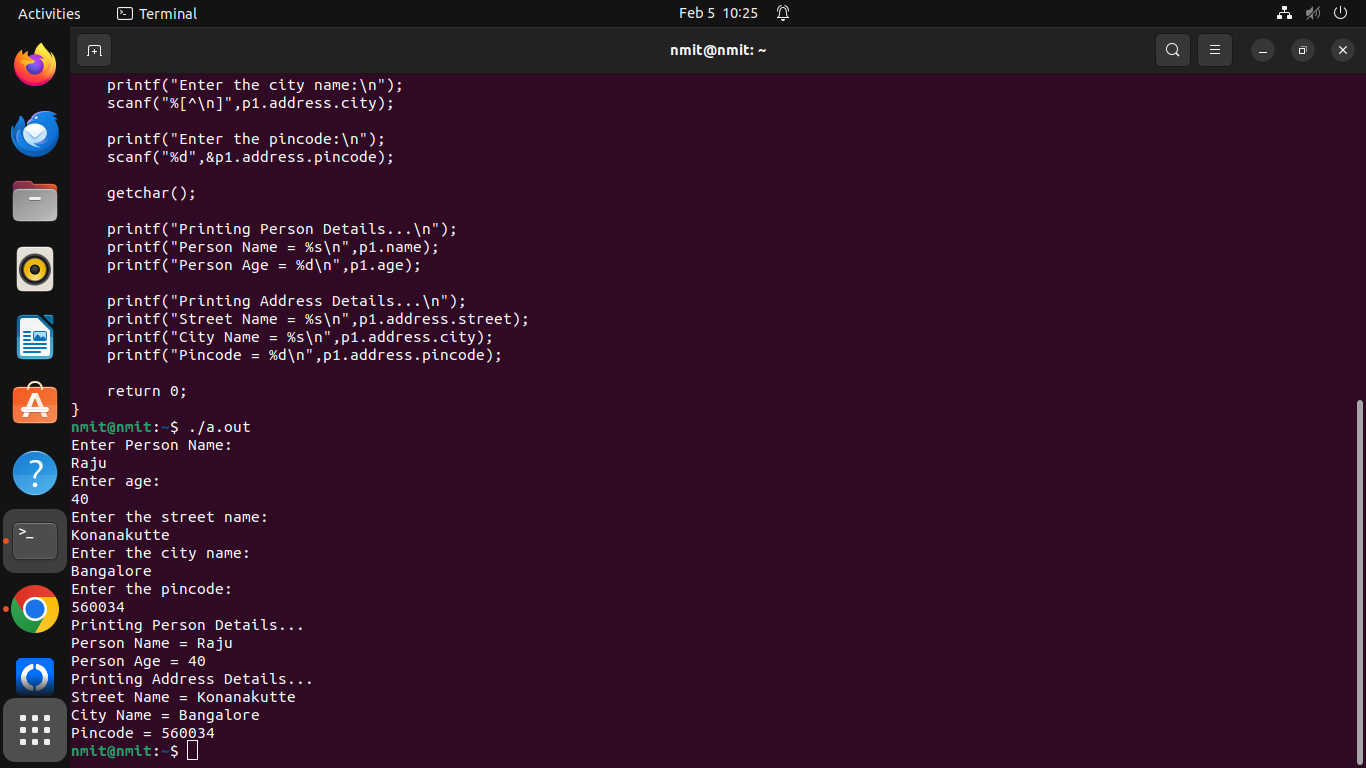 Activities
Terminal
Feb 5 10:25
nmit@nmit: ~
    printf("Enter the city name:\n");
    scanf("%[^\n]",p1.address.city);

    printf("Enter the pincode:\n");
    scanf("%d",&p1.address.pincode);

    getchar();

    printf("Printing Person Details...\n");
    printf("Person Name = %s\n",p1.name);
    printf("Person Age = %d\n",p1.age);

    printf("Printing Address Details...\n");
    printf("Street Name = %s\n",p1.address.street);
    printf("City Name = %s\n",p1.address.city);
    printf("Pincode = %d\n",p1.address.pincode);

    return 0;
}
nmit@nmit:~$ ./a.out
Enter Person Name:
Raju
Enter age:
40
Enter the street name:
Konanakutte
Enter the city name:
Bangalore
Enter the pincode:
560034
Printing Person Details...
Person Name = Raju
Person Age = 40
Printing Address Details...
Street Name = Konanakutte
City Name = Bangalore
Pincode = 560034
nmit@nmit:~$